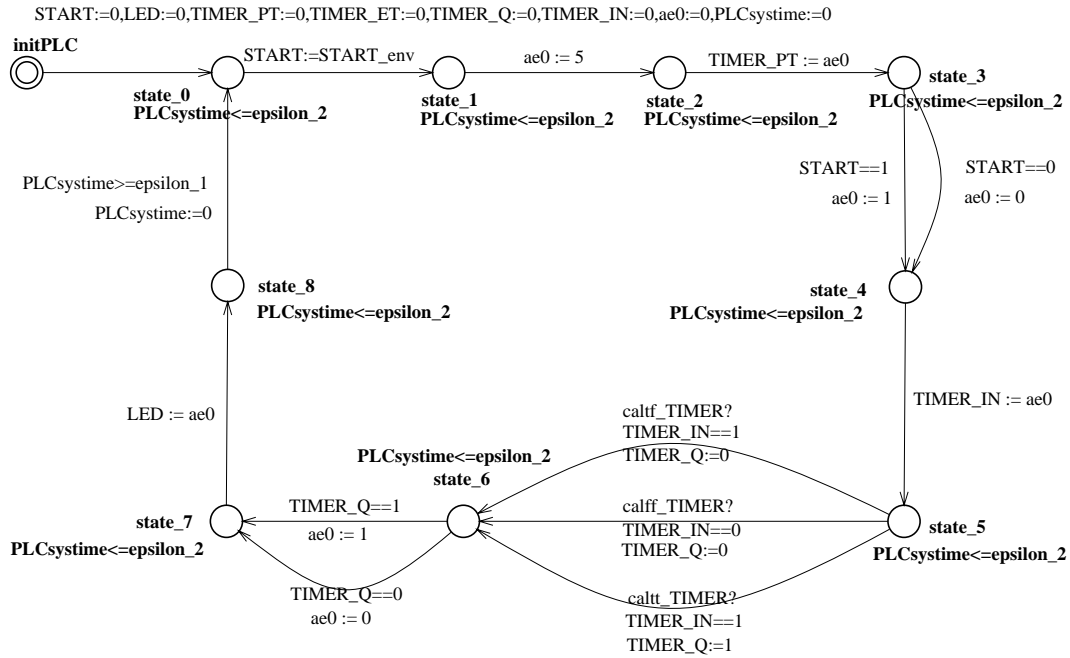 START:=0,LED:=0,TIMER_PT:=0,TIMER_ET:=0,TIMER_Q:=0,TIMER_IN:=0,ae0:=0,PLCsystime:=0
initPLC
START:=START_env
ae0 := 5
TIMER_PT := ae0
state_0
PLCsystime<=epsilon_2
state_1
PLCsystime<=epsilon_2
state_2
PLCsystime<=epsilon_2
state_3
PLCsystime<=epsilon_2
PLCsystime>=epsilon_1
PLCsystime:=0
START==1
ae0 := 1
START==0
ae0 := 0
state_8
PLCsystime<=epsilon_2
state_4
PLCsystime<=epsilon_2
LED := ae0
TIMER_IN := ae0
caltf_TIMER?
TIMER_IN==1
TIMER_Q:=0
PLCsystime<=epsilon_2
state_6
state_7
PLCsystime<=epsilon_2
TIMER_Q==1
ae0 := 1
calff_TIMER?
TIMER_IN==0
TIMER_Q:=0
state_5
PLCsystime<=epsilon_2
TIMER_Q==0
ae0 := 0
caltt_TIMER?
TIMER_IN==1
TIMER_Q:=1